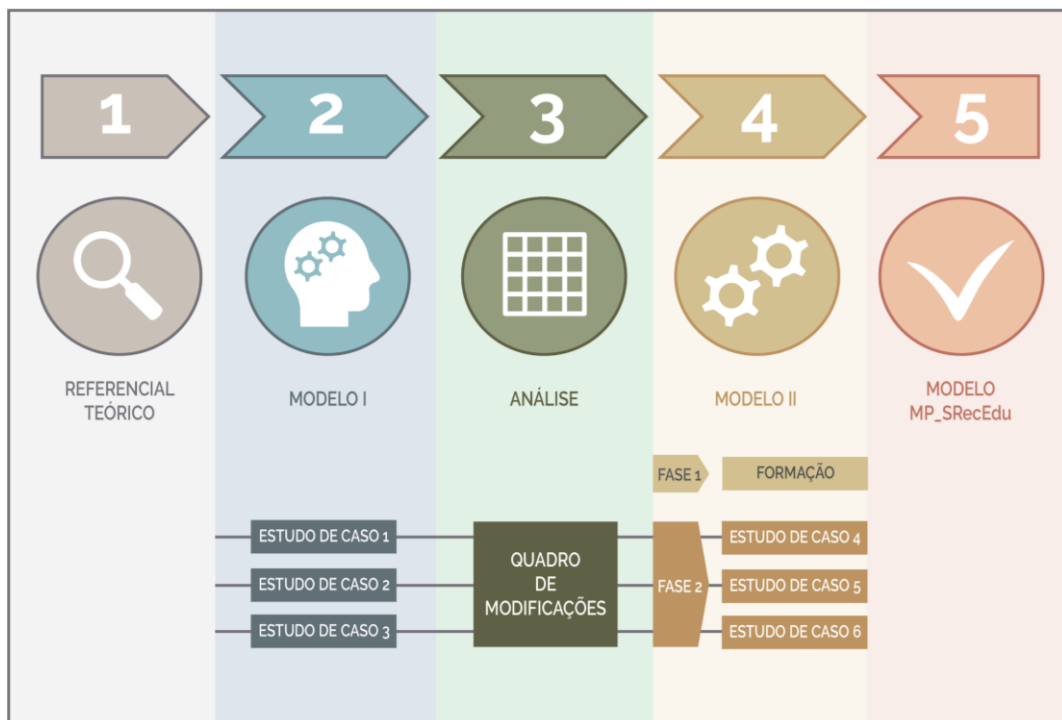 1
2
3
4
5
REFERENCIAL
TEÓRICO
MODELO I
ANÁLISE
MODELO II
MODELO
MP_SRecEdu
FASE 1
FORMAÇÃO
ESTUDO DE CASO 1
ESTUDO DE CASO 2
ESTUDO DE CASO 3
QUADRO
DE
MODIFICAÇÕES
FASE 2
ESTUDO DE CASO 4
ESTUDO DE CASO 5
ESTUDO DE CASO 6